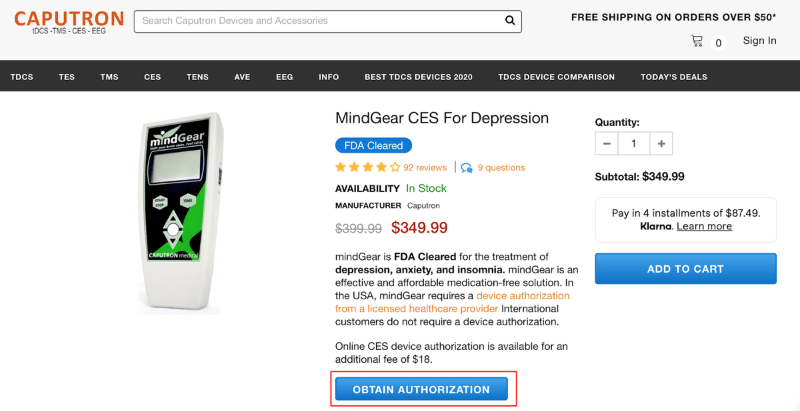 CAPUTRON
tDCS -TMS - CES - EEG
Search Caputron Devices and Accessories
FREE SHIPPING ON ORDERS OVER $50*
0
Sign In
TDCS TES TMS CES TENS AVE EEG INFO BEST TDCS DEVICES 2020 TDCS DEVICE COMPARISON TODAY'S DEALS
mindGear
START
STOP
TIME
CAPUTRON medical
MindGear CES For Depression
FDA Cleared
92 reviews
9 questions
AVAILABILITY In Stock
MANUFACTURER Caputron
$399.99 $349.99
mindGear is FDA Cleared for the treatment of
depression, anxiety, and insomnia. mindGear is an
effective and affordable medication-free solution. In
the USA, mindGear requires a device authorization
from a licensed healthcare provider International
customers do not require a device authorization.
Online CES device authorization is available for an
additional fee of $18.
OBTAIN AUTHORIZATION
Quantity:
− 1 +
Subtotal: $349.99
Pay in 4 installments of $87.49.
Klarna. Learn more
ADD TO CART